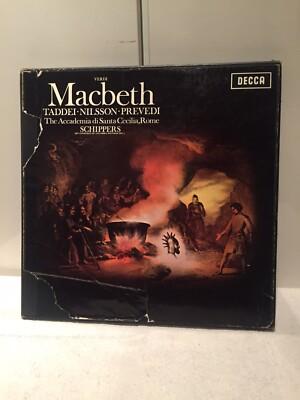 VERDI
DECCA
Macbeth
TADDEI·NILSSON·PREVEDI
The Accademia di Santa Cecilia, Rome
SCHIPPERS